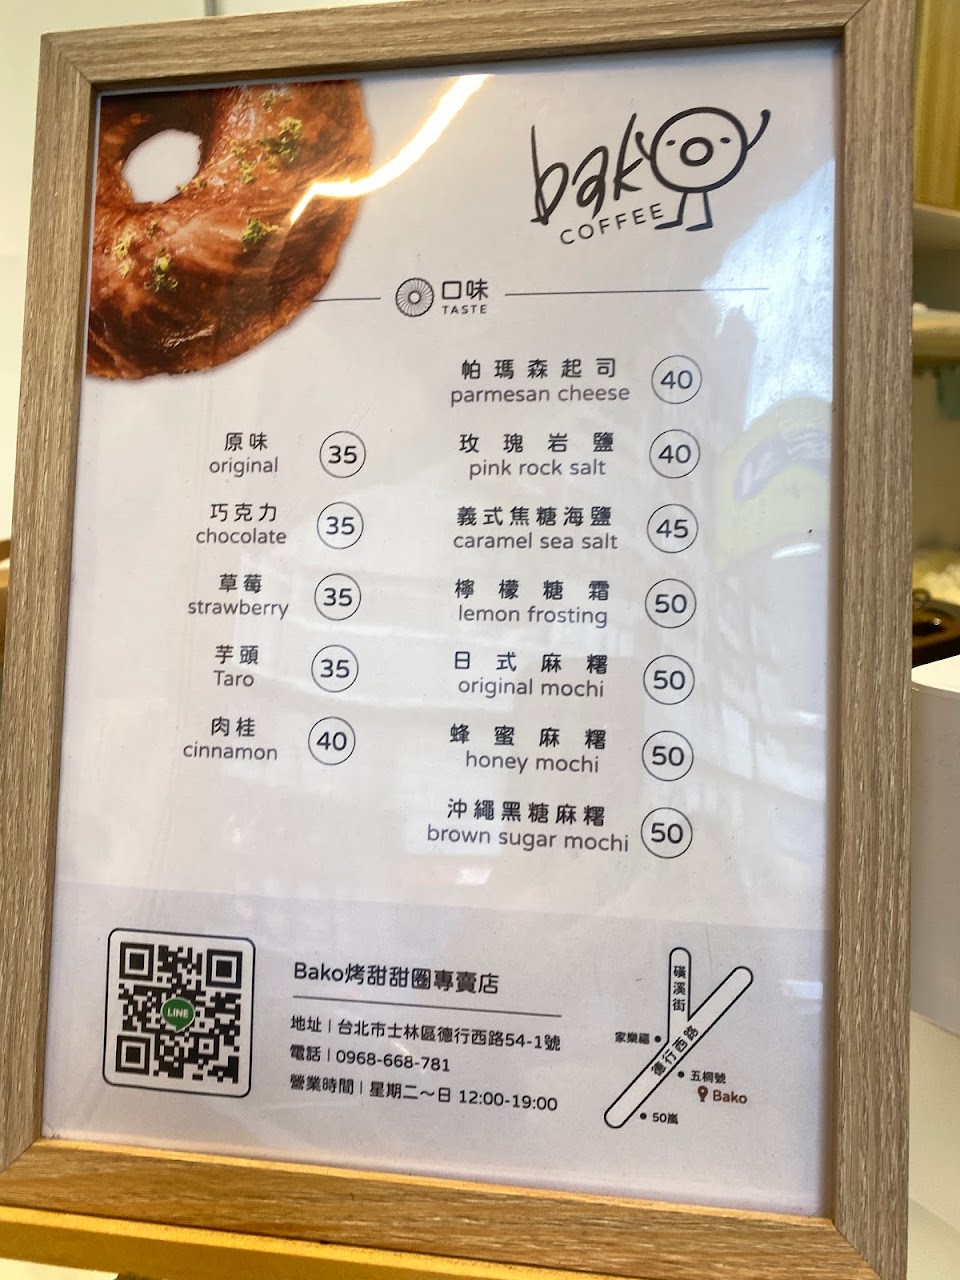 bako
COFFEE
口味
TASTE
原味
original
35
巧克力
chocolate
35
草莓
strawberry
35
芋頭
Taro
35
肉桂
cinnamon
40
帕瑪森起司
parmesan cheese
40
玫瑰岩鹽
pink rock salt
40
義式焦糖海鹽
caramel sea salt
45
檸檬糖霜
lemon frosting
50
日式麻糬
original mochi
50
蜂蜜麻糬
honey mochi
50
沖繩黑糖麻糬
brown sugar mochi
50
LINE
Bako烤甜甜圈專賣店
地址 | 台北市士林區德行西路54-1號
電話 | 0968-668-781
營業時間 | 星期二～日 12:00-19:00
磺溪街
家樂福
德行西路
五桐號
Bako
50嵐